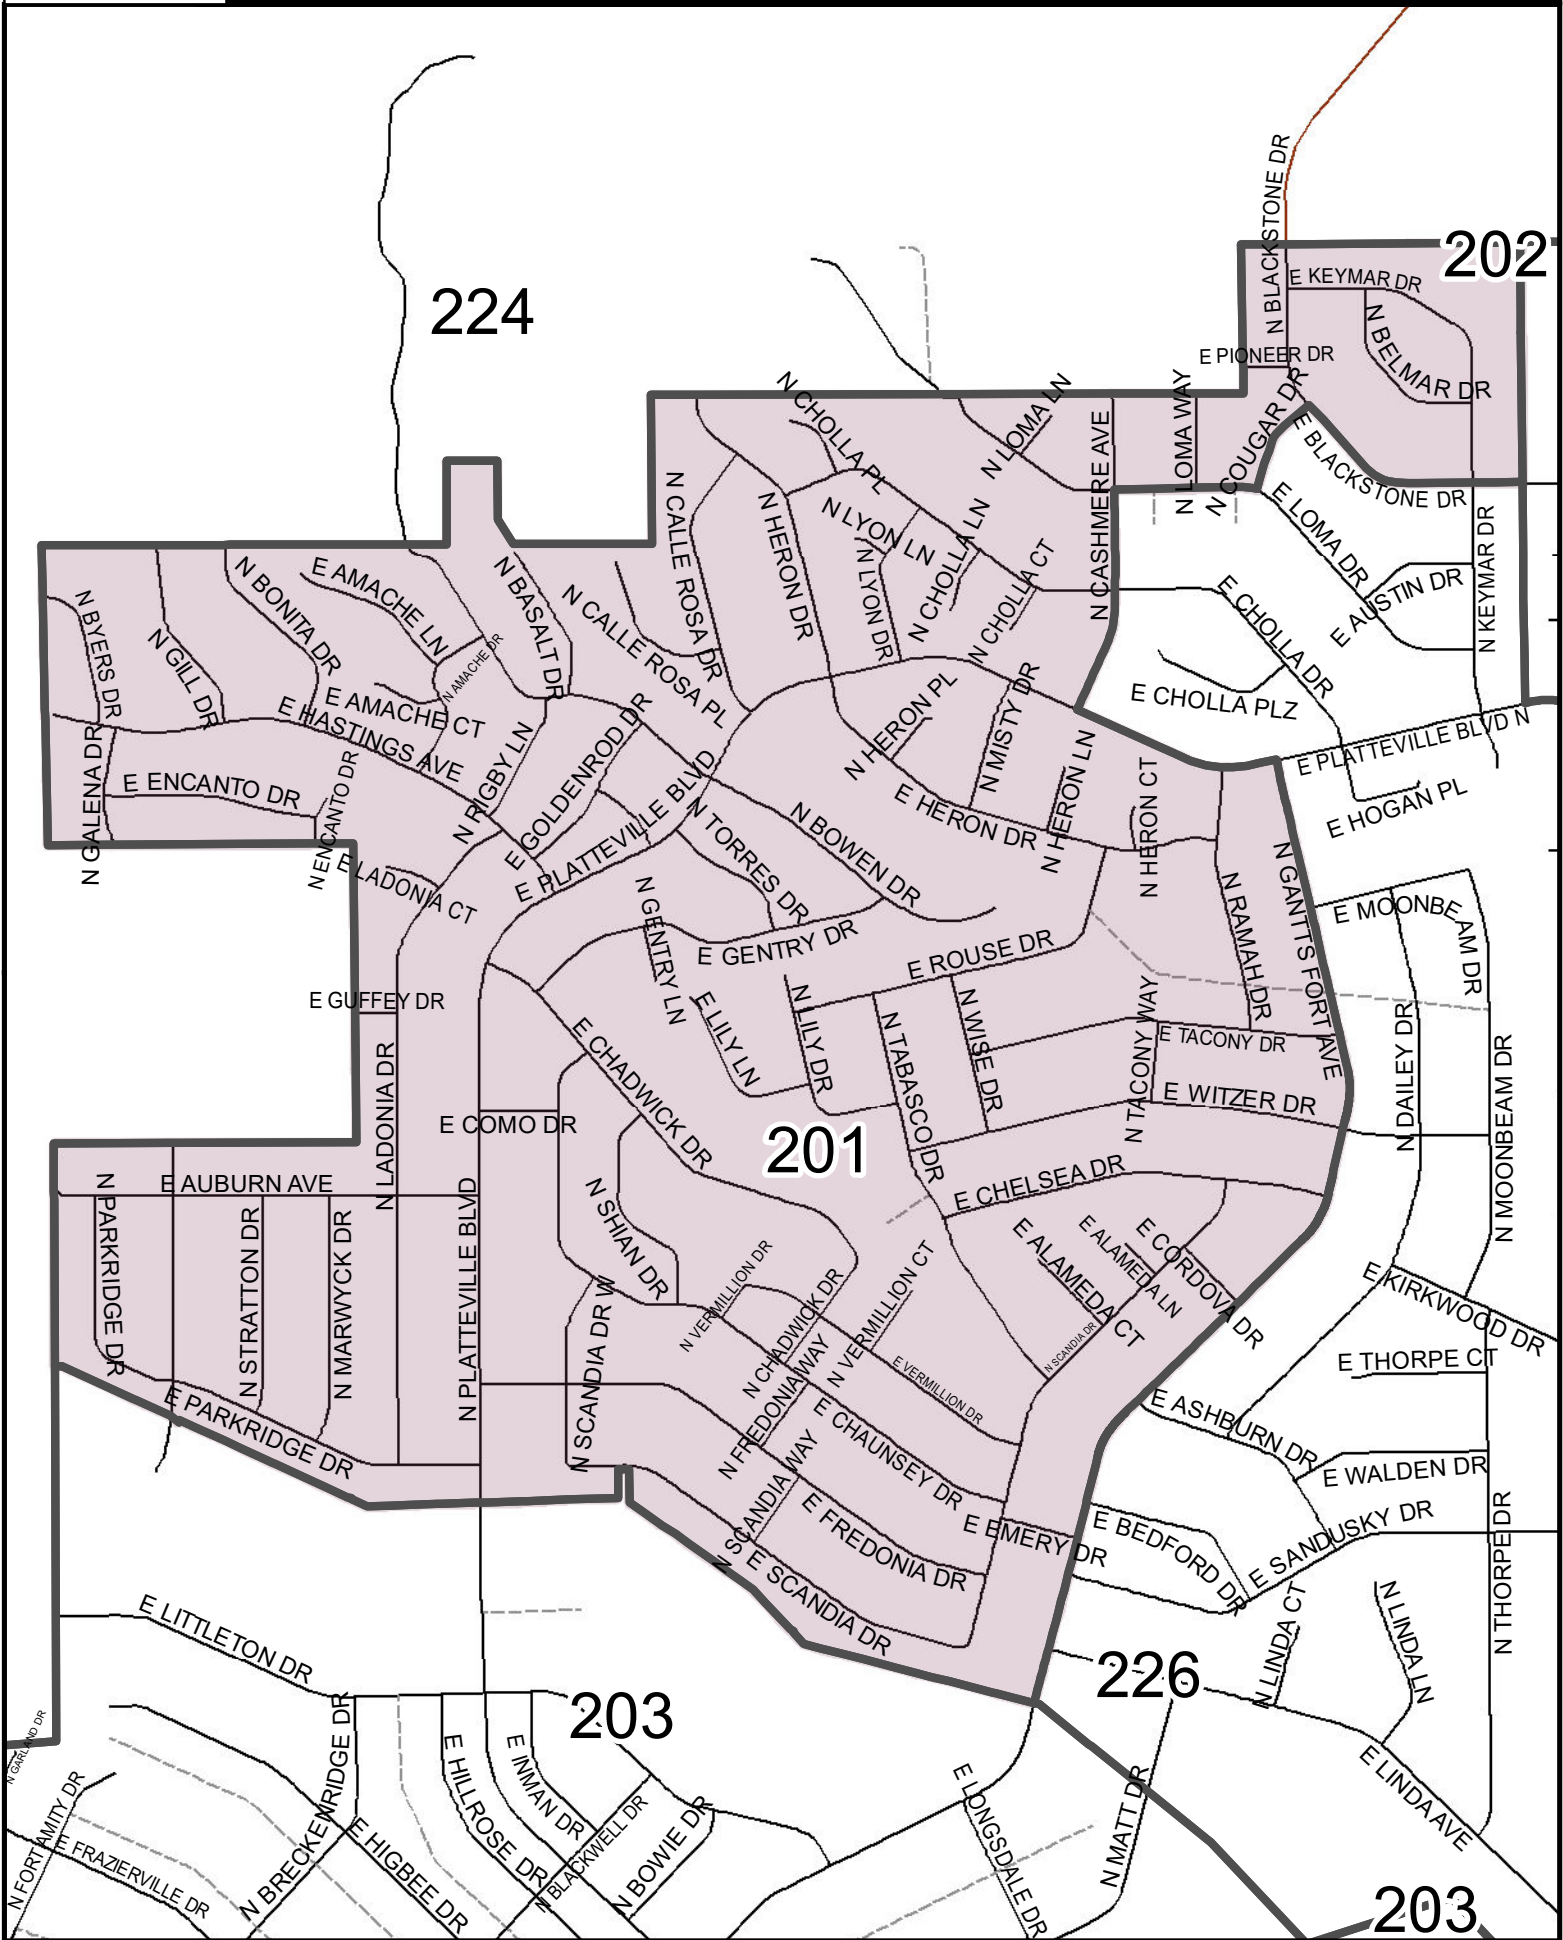 N BLACKSTONE DR
202
E KEYMAR DR
224
N BELMAR DR
E PIONEER DR
N CHOLLA PL
N LOMA LN
N LOMA WAY
N COUGAR DR
E BLACKSTONE DR
N CASHMERE AVE
N CALLE ROSA DR
N HERON DR
N LYON LN
N CHOLLA LN
E LOMA DR
N KEYMAR DR
N BYERS DR
N GILL DR
N BONITA DR
E AMACHE LN
N BASALT DR
N CALLE ROSA PL
N LYON DR
N CHOLLA CT
E CHOLLA DR
E AUSTIN DR
N AMACHE DR
E AMACHE CT
E HASTINGS AVE
E CHOLLA PLZ
N HERON PL
N MISTY DR
E PLATTEVILLE BLVD N
N GALENA DR
E ENCANTO DR
N ENCANTO DR
N RIGBY LN
E GOLDENROD DR
E PLATTEVILLE BLVD
N TORRES DR
N BOWEN DR
E HERON DR
N HERON LN
N HERON CT
E HOGAN PL
E LADONIA CT
N GENTRY LN
E GENTRY DR
N RAMAH DR
N GANTTS FORT AVE
E MOONBEAM DR
E ROUSE DR
E GUFFEY DR
E LILY LN
N LILY DR
N TABASCO DR
N WISE DR
N TACONY WAY
E TACONY DR
N DAILEY DR
N MOONBEAM DR
N LADONIA DR
E CHADWICK DR
E COMO DR
201
E WITZER DR
E AUBURN AVE
N PARKRIDGE DR
N STRATTON DR
N MARWYCK DR
N PLATTEVILLE BLVD
N SHIAN DR
E CHELSEA DR
E ALAMEDA CT
E ALAMEDA LN
E CORDOVA DR
N VERMILLION DR
N CHADWICK DR
N VERMILLION CT
E KIRKWOOD DR
N SCANDIA DR W
N SCANDIA DR
E THORPE CT
N FREDONIA WAY
E VERMILLION DR
E PARKRIDGE DR
E CHAUNSEY DR
E ASHBURN DR
E WALDEN DR
N SCANDIA WAY
E FREDONIA DR
E EMERY DR
E BEDFORD DR
E SANDUSKY DR
N THORPE DR
E SCANDIA DR
N LINDA CT
N LINDA LN
E LITTLETON DR
226
203
N GARLAND DR
N BRECKENRIDGE DR
E HILLROSE DR
E INMAN DR
E LONGSDALE DR
N MATT DR
E LINDA AVE
N FORT AMITY DR
E FRAZIERVILLE DR
E HIGBEE DR
N BLACKWELL DR
N BOWIE DR
203